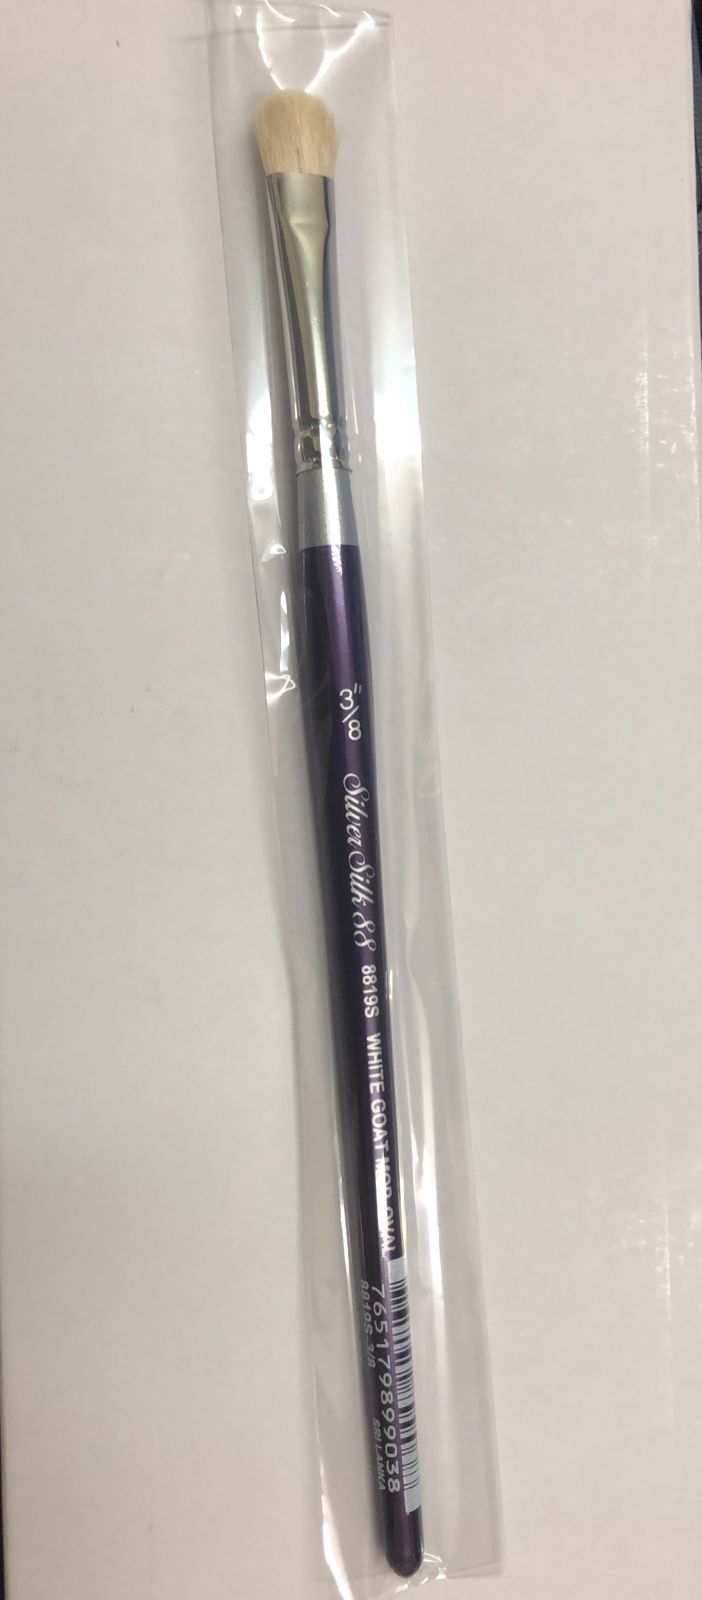 3/8"
Silver Silk 88
8819S WHITE GOAT MOP OVAL
765179899038
8819S-3/8 SRI LANKA